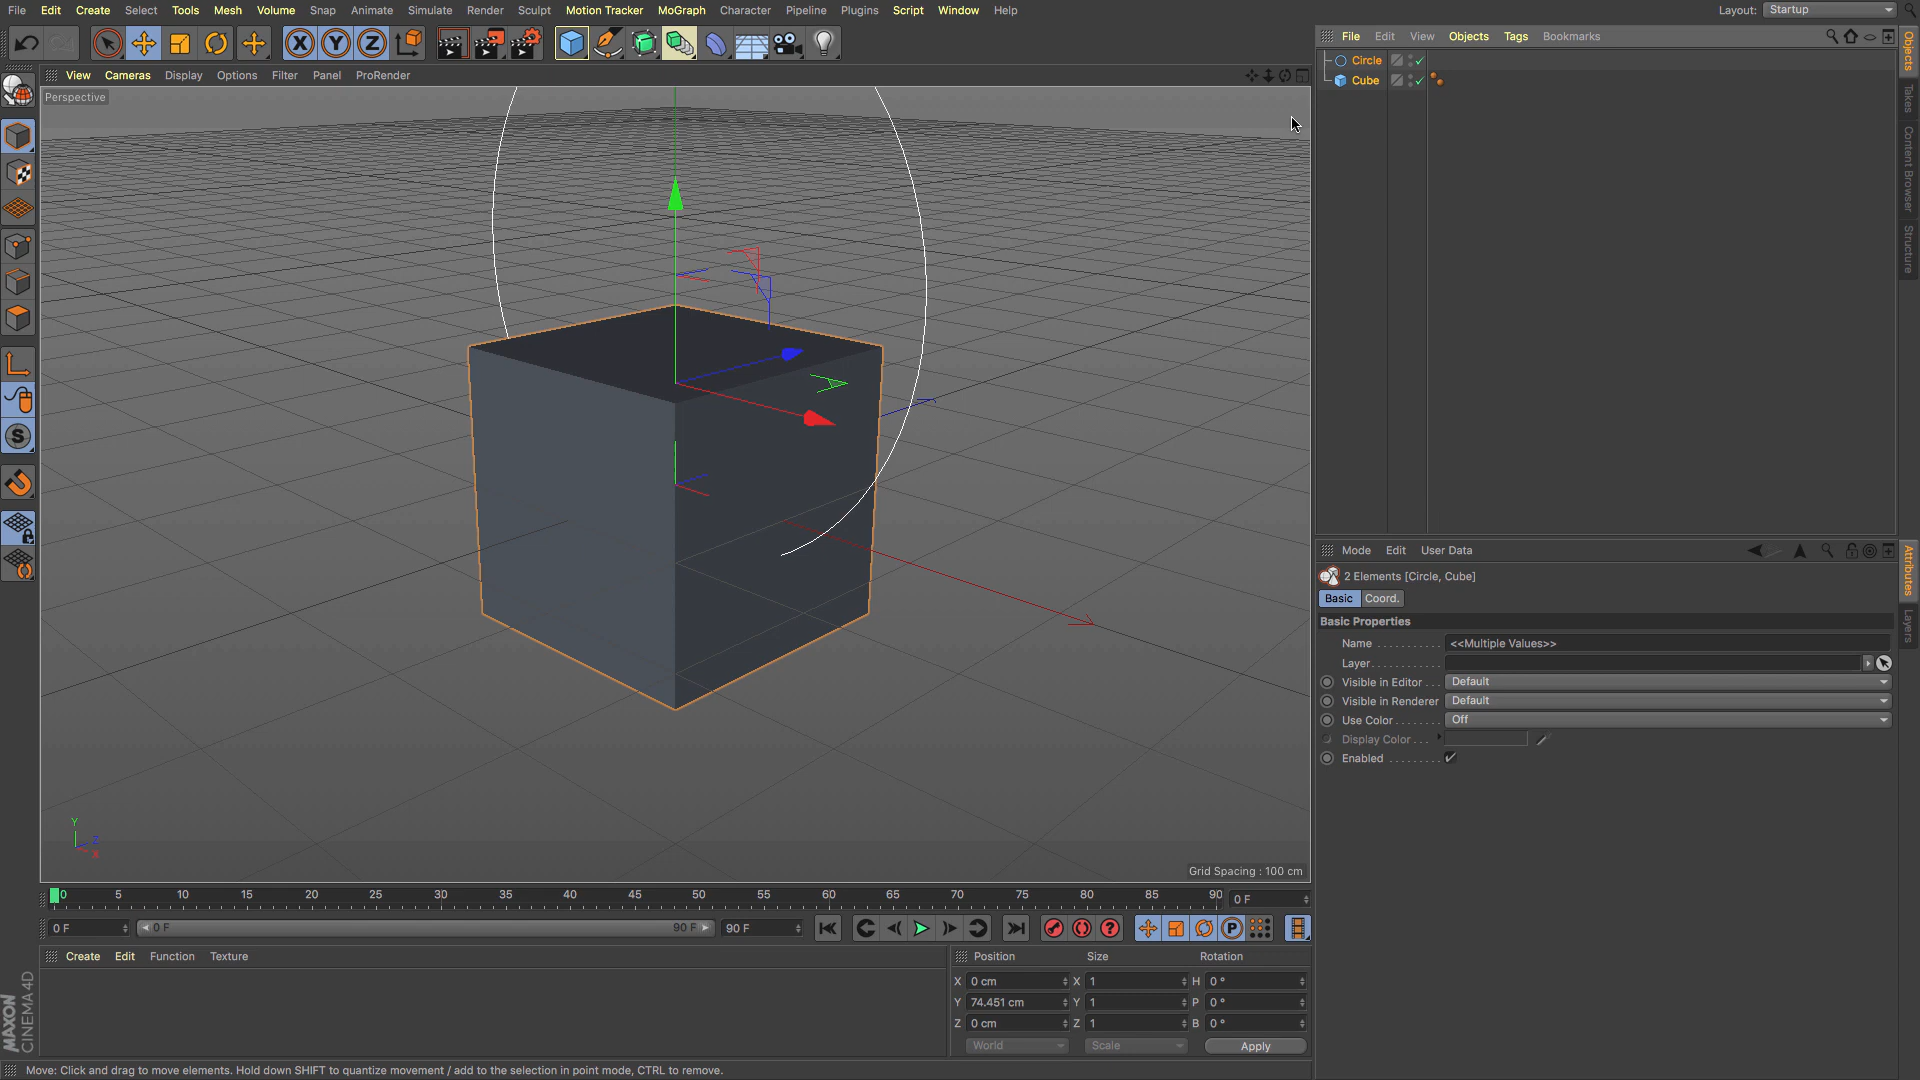 File Edit Create Select Tools Mesh Volume Snap Animate Simulate Render Sculpt Motion Tracker MoGraph Character Pipeline Plugins Script Window Help
Layout: Startup
File Edit View Objects Tags Bookmarks
Circle
Cube
Objects
Takes
Content Browser
Structure
X Y Z
View Cameras Display Options Filter Panel ProRender
Perspective
S
Y
Z
X
Grid Spacing : 100 cm
Mode Edit User Data
2 Elements [Circle, Cube]
Basic Coord.
Basic Properties
Name . . . . . . . . . . . <<Multiple Values>>
Layer. . . . . . . . . . . .
Visible in Editor . . . Default
Visible in Renderer Default
Use Color. . . . . . . . Off
Display Color . . .
Enabled . . . . . . . . .
Attributes
Layers
0 5 10 15 20 25 30 35 40 45 50 55 60 65 70 75 80 85 90 0 F
0 F 0 F 90 F 90 F ? P
Create Edit Function Texture
Position Size Rotation
X 0 cm X 1 H 0 °
Y 74.451 cm Y 1 P 0 °
Z 0 cm Z 1 B 0 °
World Scale Apply
MAXON
CINEMA 4D
Move: Click and drag to move elements. Hold down SHIFT to quantize movement / add to the selection in point mode, CTRL to remove.